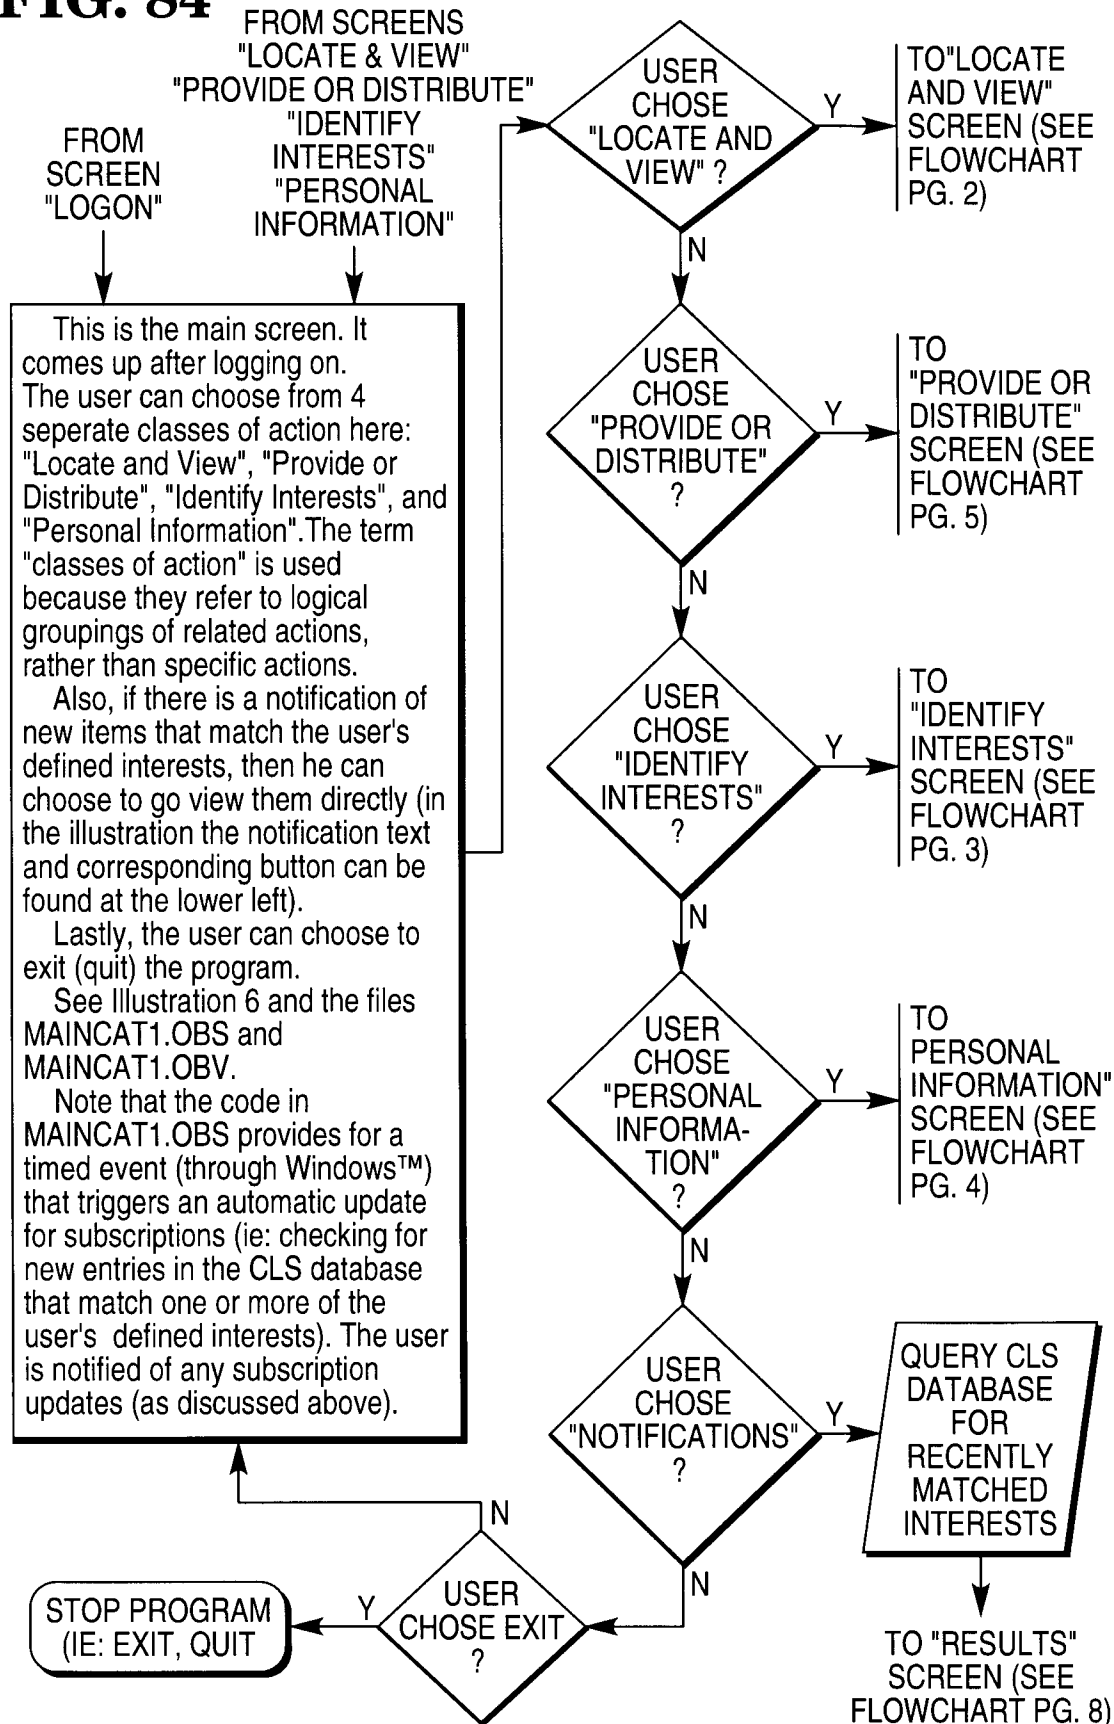 FIG. 84
FROM SCREENS
"LOCATE & VIEW"
"PROVIDE OR DISTRIBUTE"
"IDENTIFY
INTERESTS"
"PERSONAL
INFORMATION"
FROM
SCREEN
"LOGON"
This is the main screen. It
comes up after logging on.
The user can choose from 4
seperate classes of action here:
"Locate and View", "Provide or
Distribute", "Identify Interests", and
"Personal Information".The term
"classes of action" is used
because they refer to logical
groupings of related actions,
rather than specific actions.
Also, if there is a notification of
new items that match the user's
defined interests, then he can
choose to go view them directly (in
the illustration the notification text
and corresponding button can be
found at the lower left).
Lastly, the user can choose to
exit (quit) the program.
See Illustration 6 and the files
MAINCAT1.OBS and
MAINCAT1.OBV.
Note that the code in
MAINCAT1.OBS provides for a
timed event (through Windows™)
that triggers an automatic update
for subscriptions (ie: checking for
new entries in the CLS database
that match one or more of the
user's defined interests). The user
is notified of any subscription
updates (as discussed above).
USER
CHOSE
"LOCATE AND
VIEW" ?
Y
TO"LOCATE
AND VIEW"
SCREEN (SEE
FLOWCHART
PG. 2)
N
USER
CHOSE
"PROVIDE OR
DISTRIBUTE"
?
Y
TO
"PROVIDE OR
DISTRIBUTE"
SCREEN (SEE
FLOWCHART
PG. 5)
N
USER
CHOSE
"IDENTIFY
INTERESTS"
?
Y
TO
"IDENTIFY
INTERESTS"
SCREEN (SEE
FLOWCHART
PG. 3)
N
USER
CHOSE
"PERSONAL
INFORMA-
TION"
?
Y
TO
PERSONAL
INFORMATION"
SCREEN (SEE
FLOWCHART
PG. 4)
N
USER
CHOSE
"NOTIFICATIONS"
?
Y
QUERY CLS
DATABASE
FOR
RECENTLY
MATCHED
INTERESTS
TO "RESULTS"
SCREEN (SEE
FLOWCHART PG. 8)
N
USER
CHOSE EXIT
?
N
Y
STOP PROGRAM
(IE: EXIT, QUIT